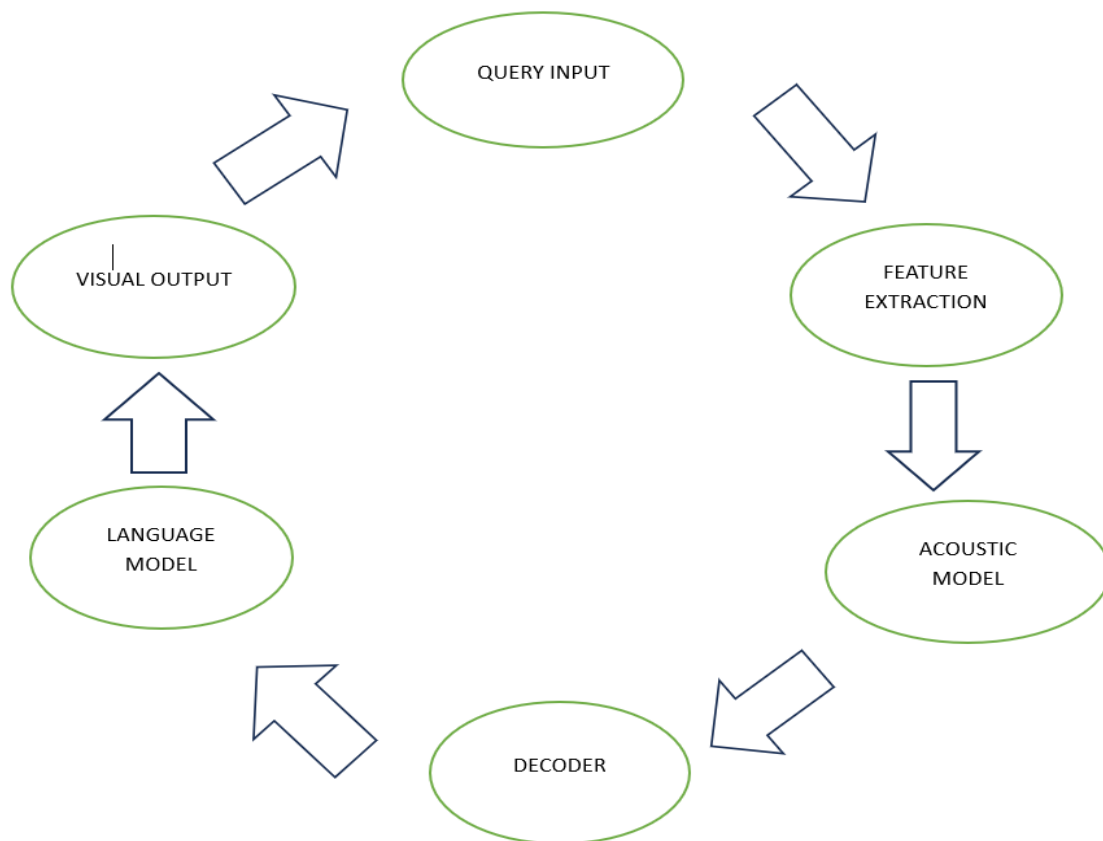 QUERY INPUT
FEATURE
EXTRACTION
ACOUSTIC
MODEL
DECODER
LANGUAGE
MODEL
VISUAL OUTPUT